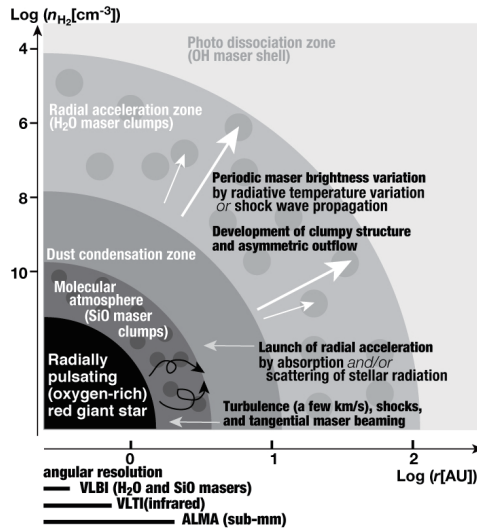 Log (nH2[cm-3])
Photo dissociation zone
(OH maser shell)
4
Radial acceleration zone
(H2O maser clumps)
6
Periodic maser brightness variation
by radiative temperature variation
or shock wave propagation
8
Development of clumpy structure
and asymmetric outflow
Dust condensation zone
10
Molecular
atmosphere
(SiO maser
clumps)
Launch of radial acceleration
by absorption and/or
scattering of stellar radiation
Radially
pulsating
(oxygen-rich)
red giant star
Turbulence (a few km/s), shocks,
and tangential maser beaming
0
1
2
Log (r[AU])
angular resolution
VLBI (H2O and SiO masers)
VLTI(infrared)
ALMA (sub-mm)